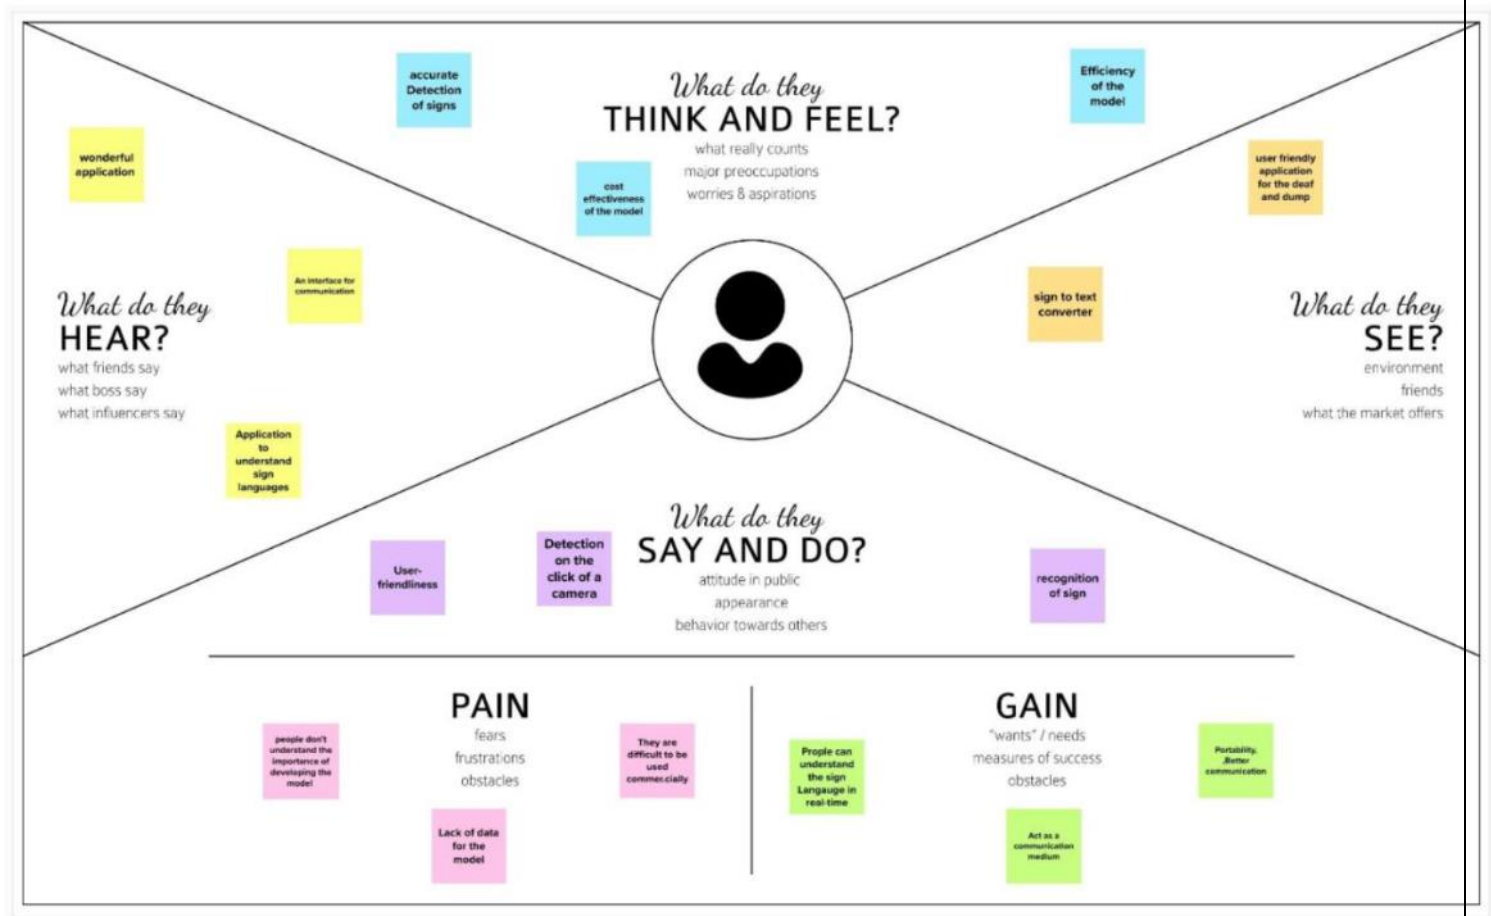 accurate
Detection
of signs
What do they
THINK AND FEEL?
what really counts
major preoccupations
worries & aspirations
cost
effectiveness
of the model
Efficiency
of the
model
wonderful
application
An interface for
communication
What do they
HEAR?
what friends say
what boss say
what influencers say
Application
to
understand
sign
languages
user friendly
application
for the deaf
and dump
sign to text
converter
What do they
SEE?
environment
friends
what the market offers
What do they
SAY AND DO?
attitude in public
appearance
behavior towards others
User-
friendliness
Detection
on the
click of a
camera
recognition
of sign
PAIN
fears
frustrations
obstacles
people don't
understand the
importance of
developing the
model
They are
difficult to be
used
commer.cially
Lack of data
for the
model
GAIN
"wants" / needs
measures of success
obstacles
Prople can
understand
the sign
Langauge in
real-time
Portability,
,Better
communication
Act as a
communication
medium